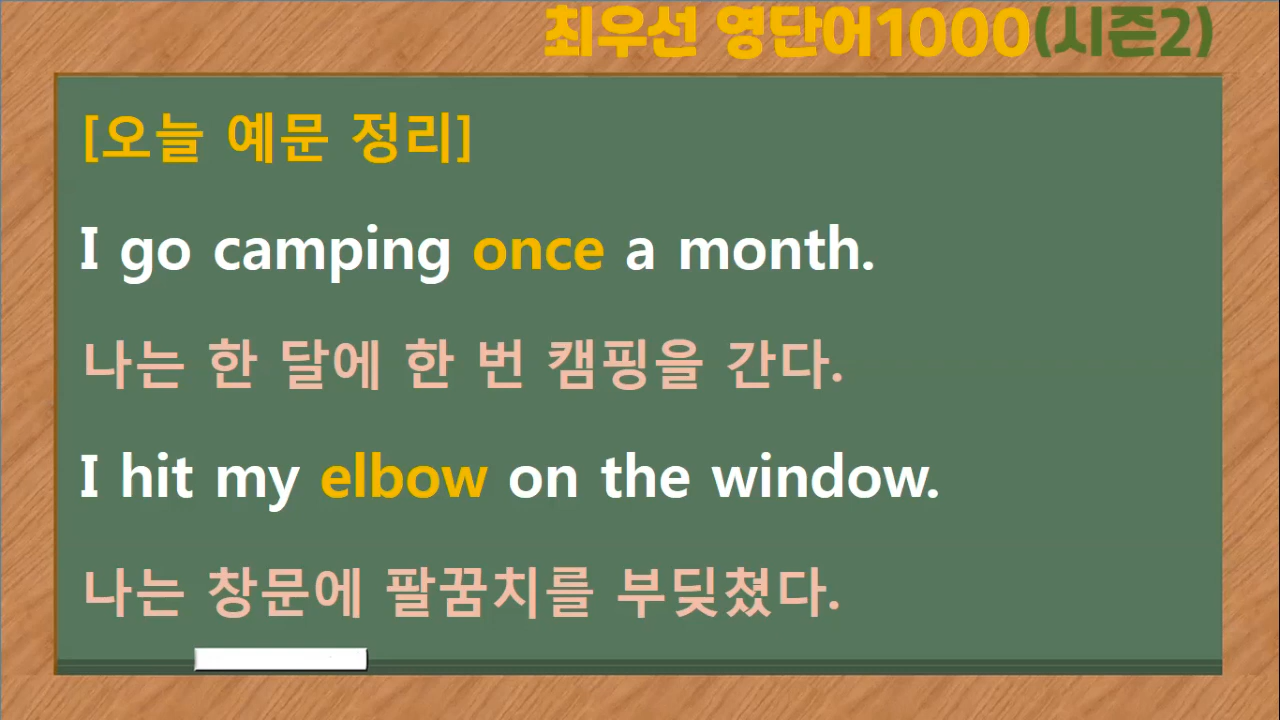 최우선 영단어1000(시즌2)
[오늘 예문 정리]
I go camping once a month.
나는 한 달에 한 번 캠핑을 간다.
I hit my elbow on the window.
나는 창문에 팔꿈치를 부딪쳤다.